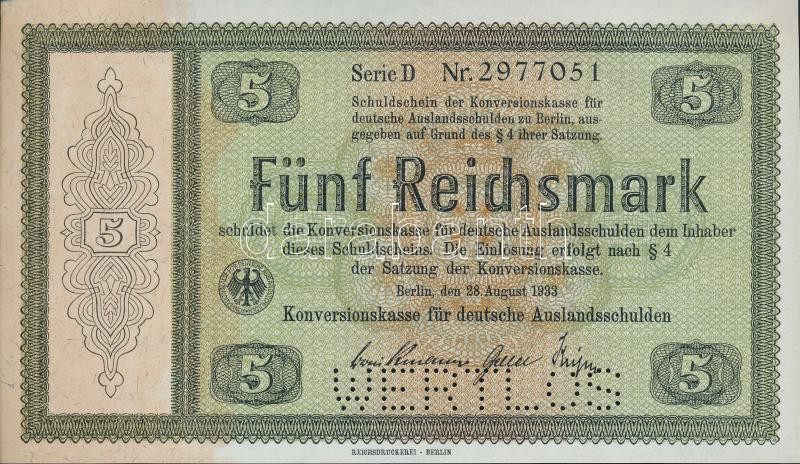 5 Serie D Nr. 2977051 5
Schuldschein der Konversionskasse für
deutsche Auslandsschulden zu Berlin, aus-
gegeben auf Grund des § 4 ihrer Satzung.
Fünf Reichsmark
schuldet die Konversionskasse für deutsche Auslandsschulden dem Inhaber
5
dieses Schuldscheins. Die Einlösung erfolgt nach § 4
der Satzung der Konversionskasse.
Berlin, den 28. August 1933
Konversionskasse für deutsche Auslandsschulden
5 5
WERTLOS
REICHSDRUCKEREI - BERLIN
darabanth